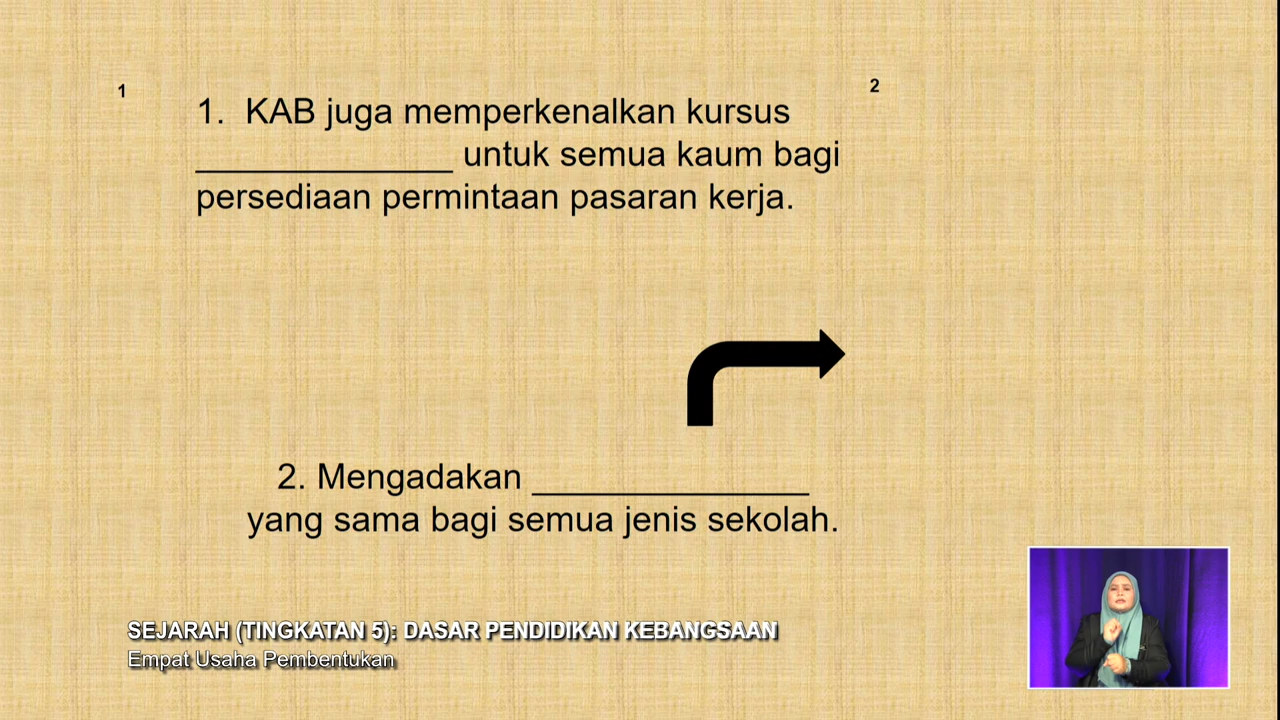 1
2
1. KAB juga memperkenalkan kursus
______________ untuk semua kaum bagi
persediaan permintaan pasaran kerja.
2. Mengadakan _______________
yang sama bagi semua jenis sekolah.
SEJARAH (TINGKATAN 5): DASAR PENDIDIKAN KEBANGSAAN
Empat Usaha Pembentukan